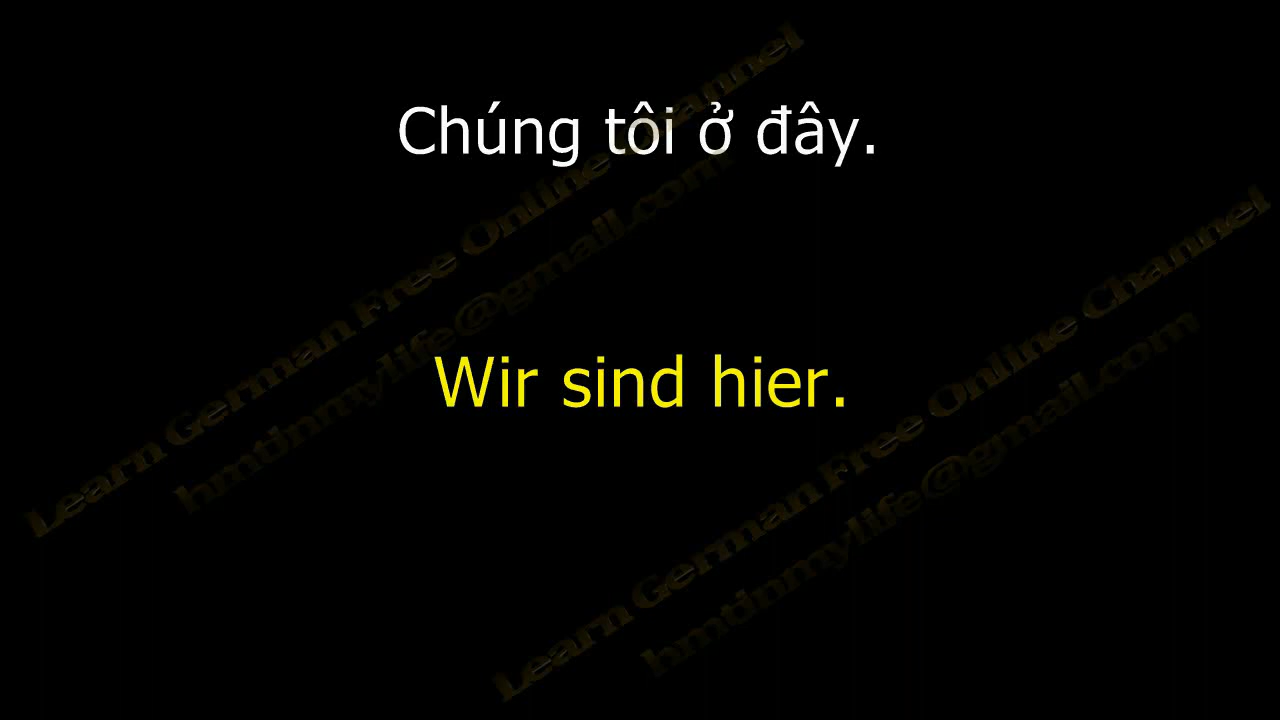 Chúng tôi ở đây.
Wir sind hier.
Learn German Free Online Channel
hmtinmylife@gmail.com
Learn German Free Online Channel
hmtinmylife@gmail.com